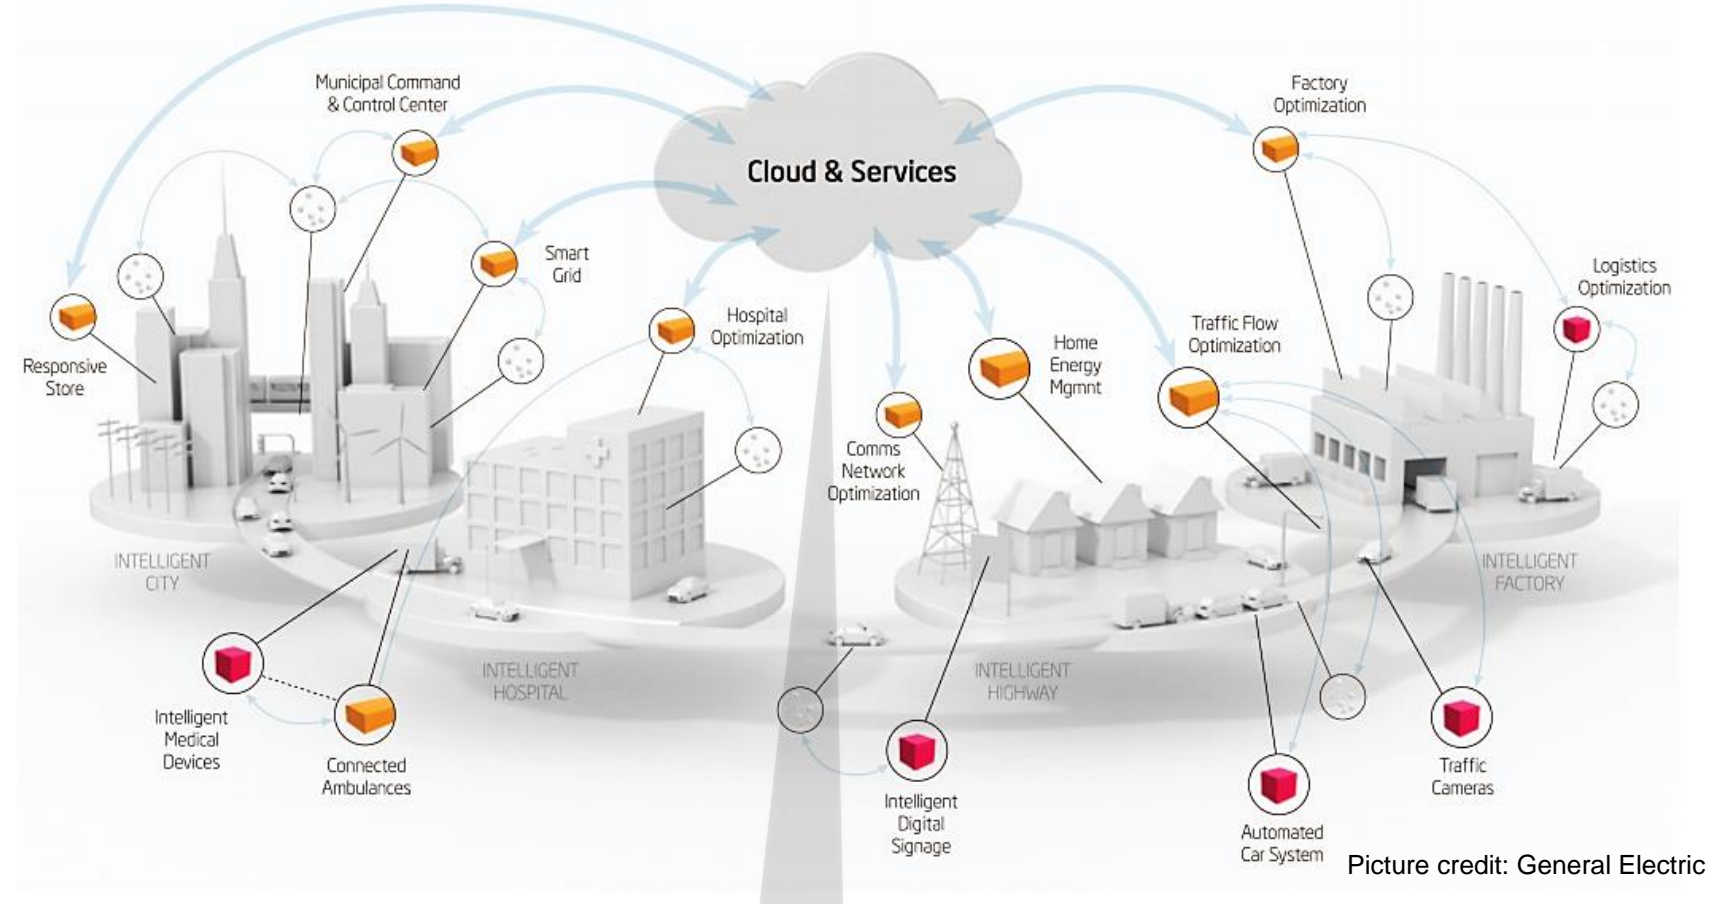 Municipal Command
& Control Center
Factory
Optimization
Cloud & Services
Smart
Grid
Logistics
Optimization
Hospital
Optimization
Traffic Flow
Optimization
Home
Energy
Mgmnt
Responsive
Store
Comms
Network
Optimization
INTELLIGENT
CITY
INTELLIGENT
FACTORY
INTELLIGENT
HOSPITAL
INTELLIGENT
HIGHWAY
Intelligent
Medical
Devices
Connected
Ambulances
Intelligent
Digital
Signage
Traffic
Cameras
Automated
Car System
Picture credit: General Electric